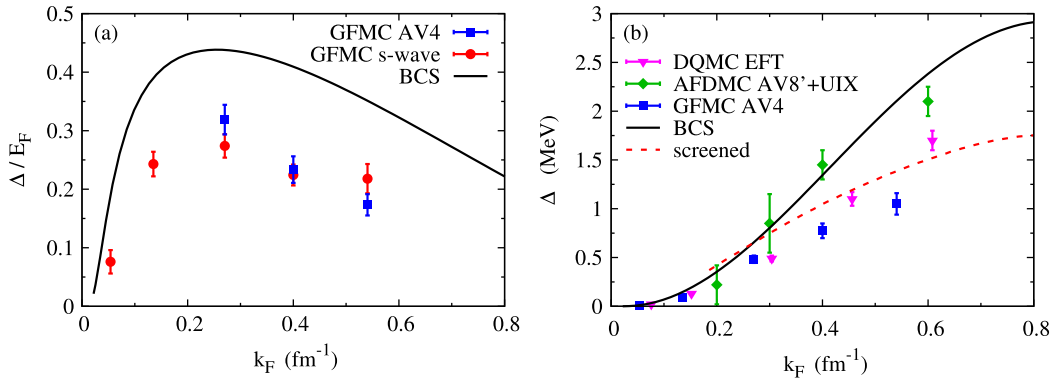 (a)
GFMC AV4
GFMC s-wave
BCS
Δ / E_F
0.5
0.4
0.3
0.2
0.1
0
0 0.2 0.4 0.6 0.8
k_F (fm⁻¹)
(b)
DQMC EFT
AFDMC AV8'+UIX
GFMC AV4
BCS
screened
Δ (MeV)
3
2.5
2
1.5
1
0.5
0
0 0.2 0.4 0.6 0.8
k_F (fm⁻¹)